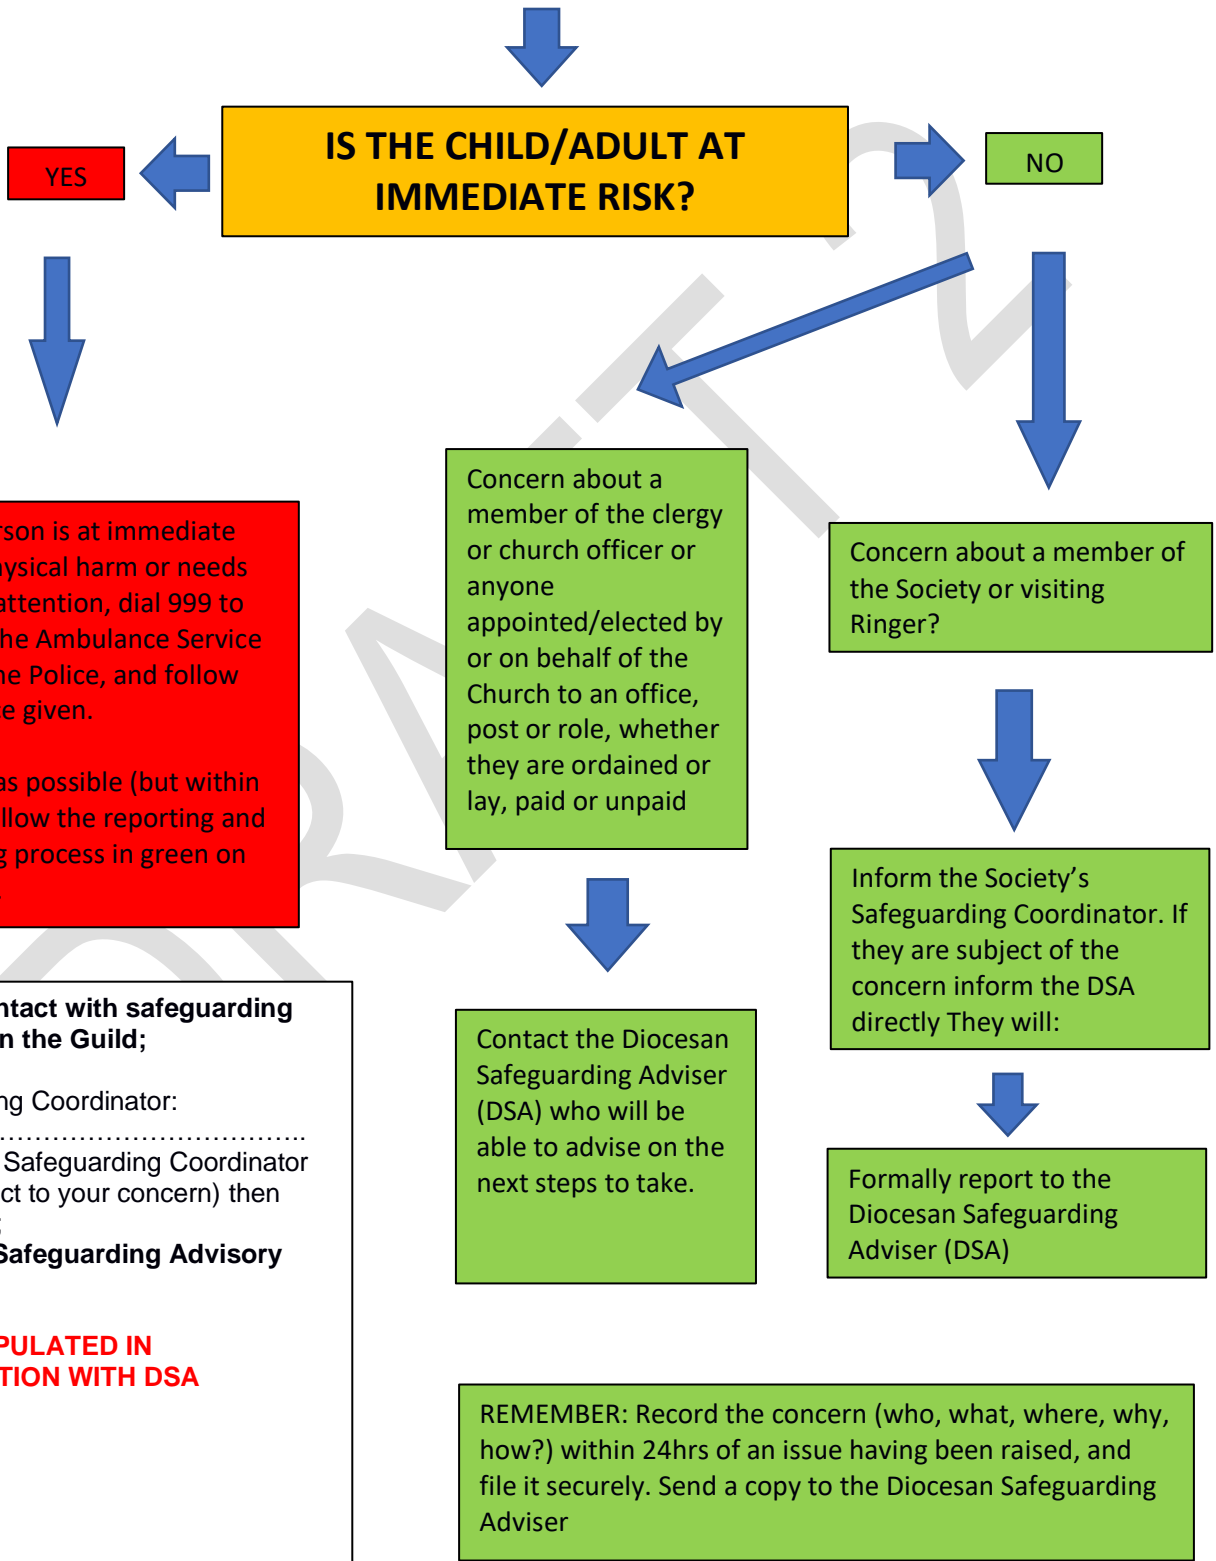 IS THE CHILD/ADULT AT
IMMEDIATE RISK?
YES
NO
rson is at immediate
hysical harm or needs
attention, dial 999 to
he Ambulance Service
ne Police, and follow
ce given.
as possible (but within
llow the reporting and
g process in green on
Concern about a
member of the clergy
or church officer or
anyone
appointed/elected by
or on behalf of the
Church to an office,
post or role, whether
they are ordained or
lay, paid or unpaid
Concern about a member of
the Society or visiting
Ringer?
Contact the Diocesan
Safeguarding Adviser
(DSA) who will be
able to advise on the
next steps to take.
Inform the Society’s
Safeguarding Coordinator. If
they are subject of the
concern inform the DSA
directly They will:
Formally report to the
Diocesan Safeguarding
Adviser (DSA)
ntact with safeguarding
n the Guild;
ng Coordinator:
……………………………..
Safeguarding Coordinator
ct to your concern) then
;
Safeguarding Advisory
PULATED IN
TION WITH DSA
REMEMBER: Record the concern (who, what, where, why,
how?) within 24hrs of an issue having been raised, and
file it securely. Send a copy to the Diocesan Safeguarding
Adviser
DRAFT 2